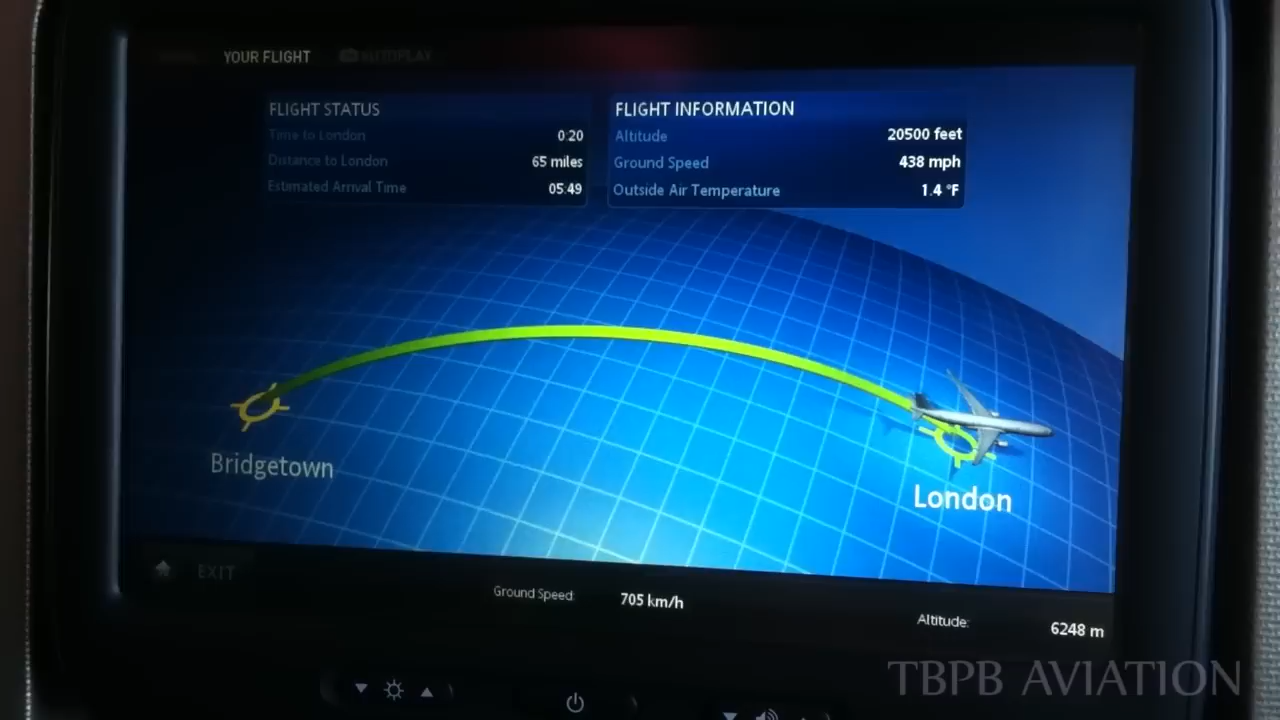 YOUR FLIGHT
AUTOPLAY
FLIGHT STATUS
Time to London 0:20
Distance to London 65 miles
Estimated Arrival Time 05:49
FLIGHT INFORMATION
Altitude 20500 feet
Ground Speed 438 mph
Outside Air Temperature 1.4 °F
Bridgetown
London
EXIT
Ground Speed: 705 km/h
Altitude: 6248 m
TBPB AVIATION